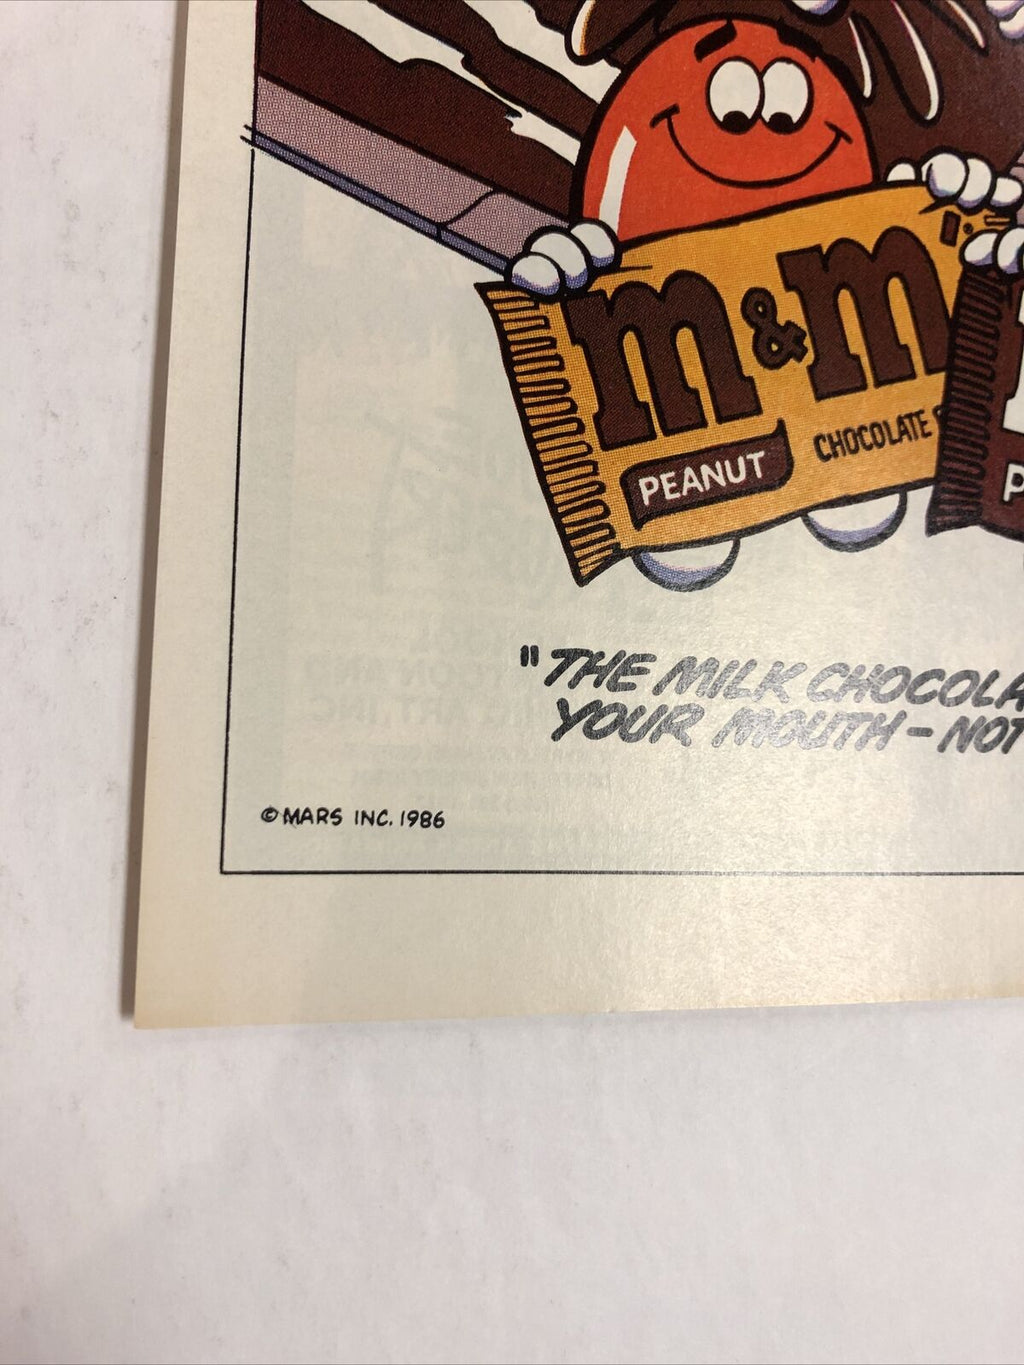 m&m's
PEANUT
CHOCOLATE
"THE MILK CHOCOLA
YOUR MOUTH - NOT
© MARS INC. 1986